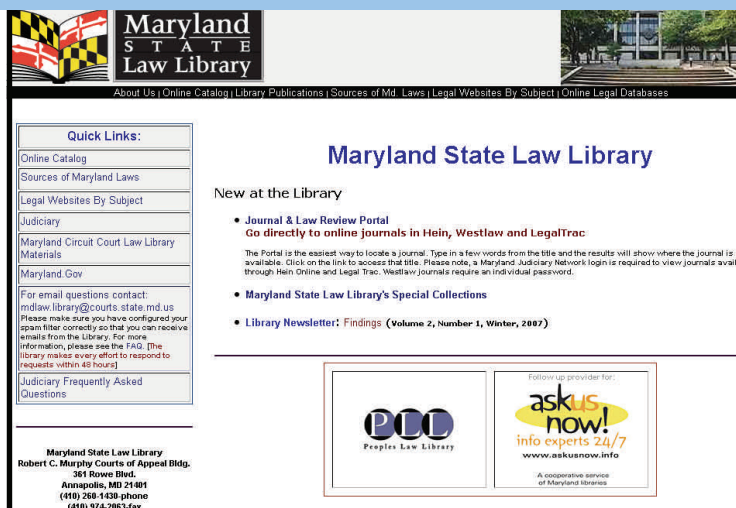 Maryland
STATE
Law Library
About Us | Online Catalog | Library Publications | Sources of Md. Laws | Legal Websites By Subject | Online Legal Databases
Quick Links:
Online Catalog
Sources of Maryland Laws
Legal Websites By Subject
Judiciary
Maryland Circuit Court Law Library
Materials
Maryland.Gov
For email questions contact:
mdlaw.library@courts.state.md.us
Please make sure you have configured your
spam filter correctly so that you can receive
emails from the Library. For more
information, please see the FAQ. [The
library makes every effort to respond to
requests within 48 hours]
Judiciary Frequently Asked
Questions
Maryland State Law Library
Robert C. Murphy Courts of Appeal Bldg.
361 Rowe Blvd.
Annapolis, MD 21401
(410) 260-1430-phone
(410) 974-2063-fax
Maryland State Law Library
New at the Library
Journal & Law Review Portal
Go directly to online journals in Hein, Westlaw and LegalTrac
The Portal is the easiest way to locate a journal. Type in a few words from the title and the results will show where the journal is
available. Click on the link to access that title. Please note, a Maryland Judiciary Network login is required to view journals avai
through Hein Online and Legal Trac. Westlaw journals require an individual password.
Maryland State Law Library's Special Collections
Library Newsletter: Findings (Volume 2, Number 1, Winter, 2007)
PLL
Peoples Law Library
Follow up provider for:
askus
now!
info experts 24/7
www.askusnow.info
A cooperative service
of Maryland libraries